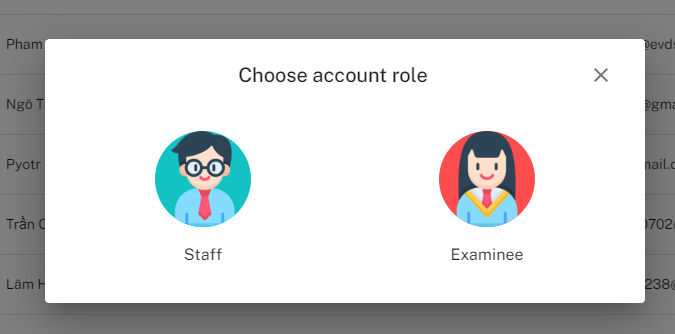 Pham
@evds
Choose account role
Ngô T
@gma
Pyotr
mail.c
Staff
Examinee
Trần C
0702@
Lâm H
238@